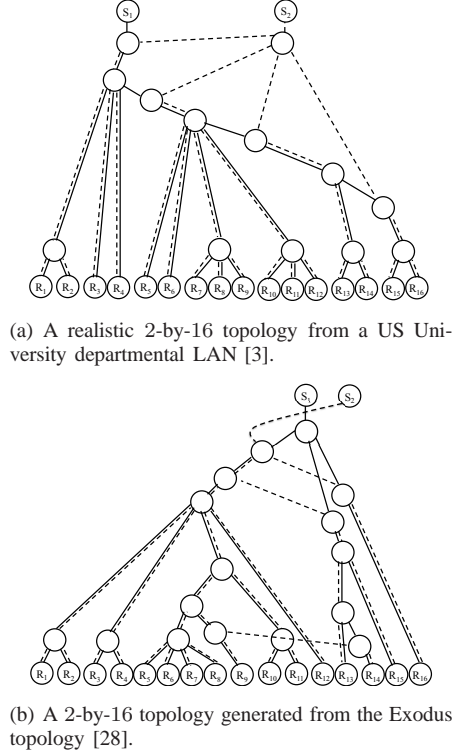 S1 S2
R1 R2 R3 R4 R5 R6 R7 R8 R9 R10 R11 R12 R13 R14 R15 R16
(a) A realistic 2-by-16 topology from a US Uni-
versity departmental LAN [3].
S1 S2
R1 R2 R3 R4 R5 R6 R7 R8 R9 R10 R11 R12 R13 R14 R15 R16
(b) A 2-by-16 topology generated from the Exodus
topology [28].